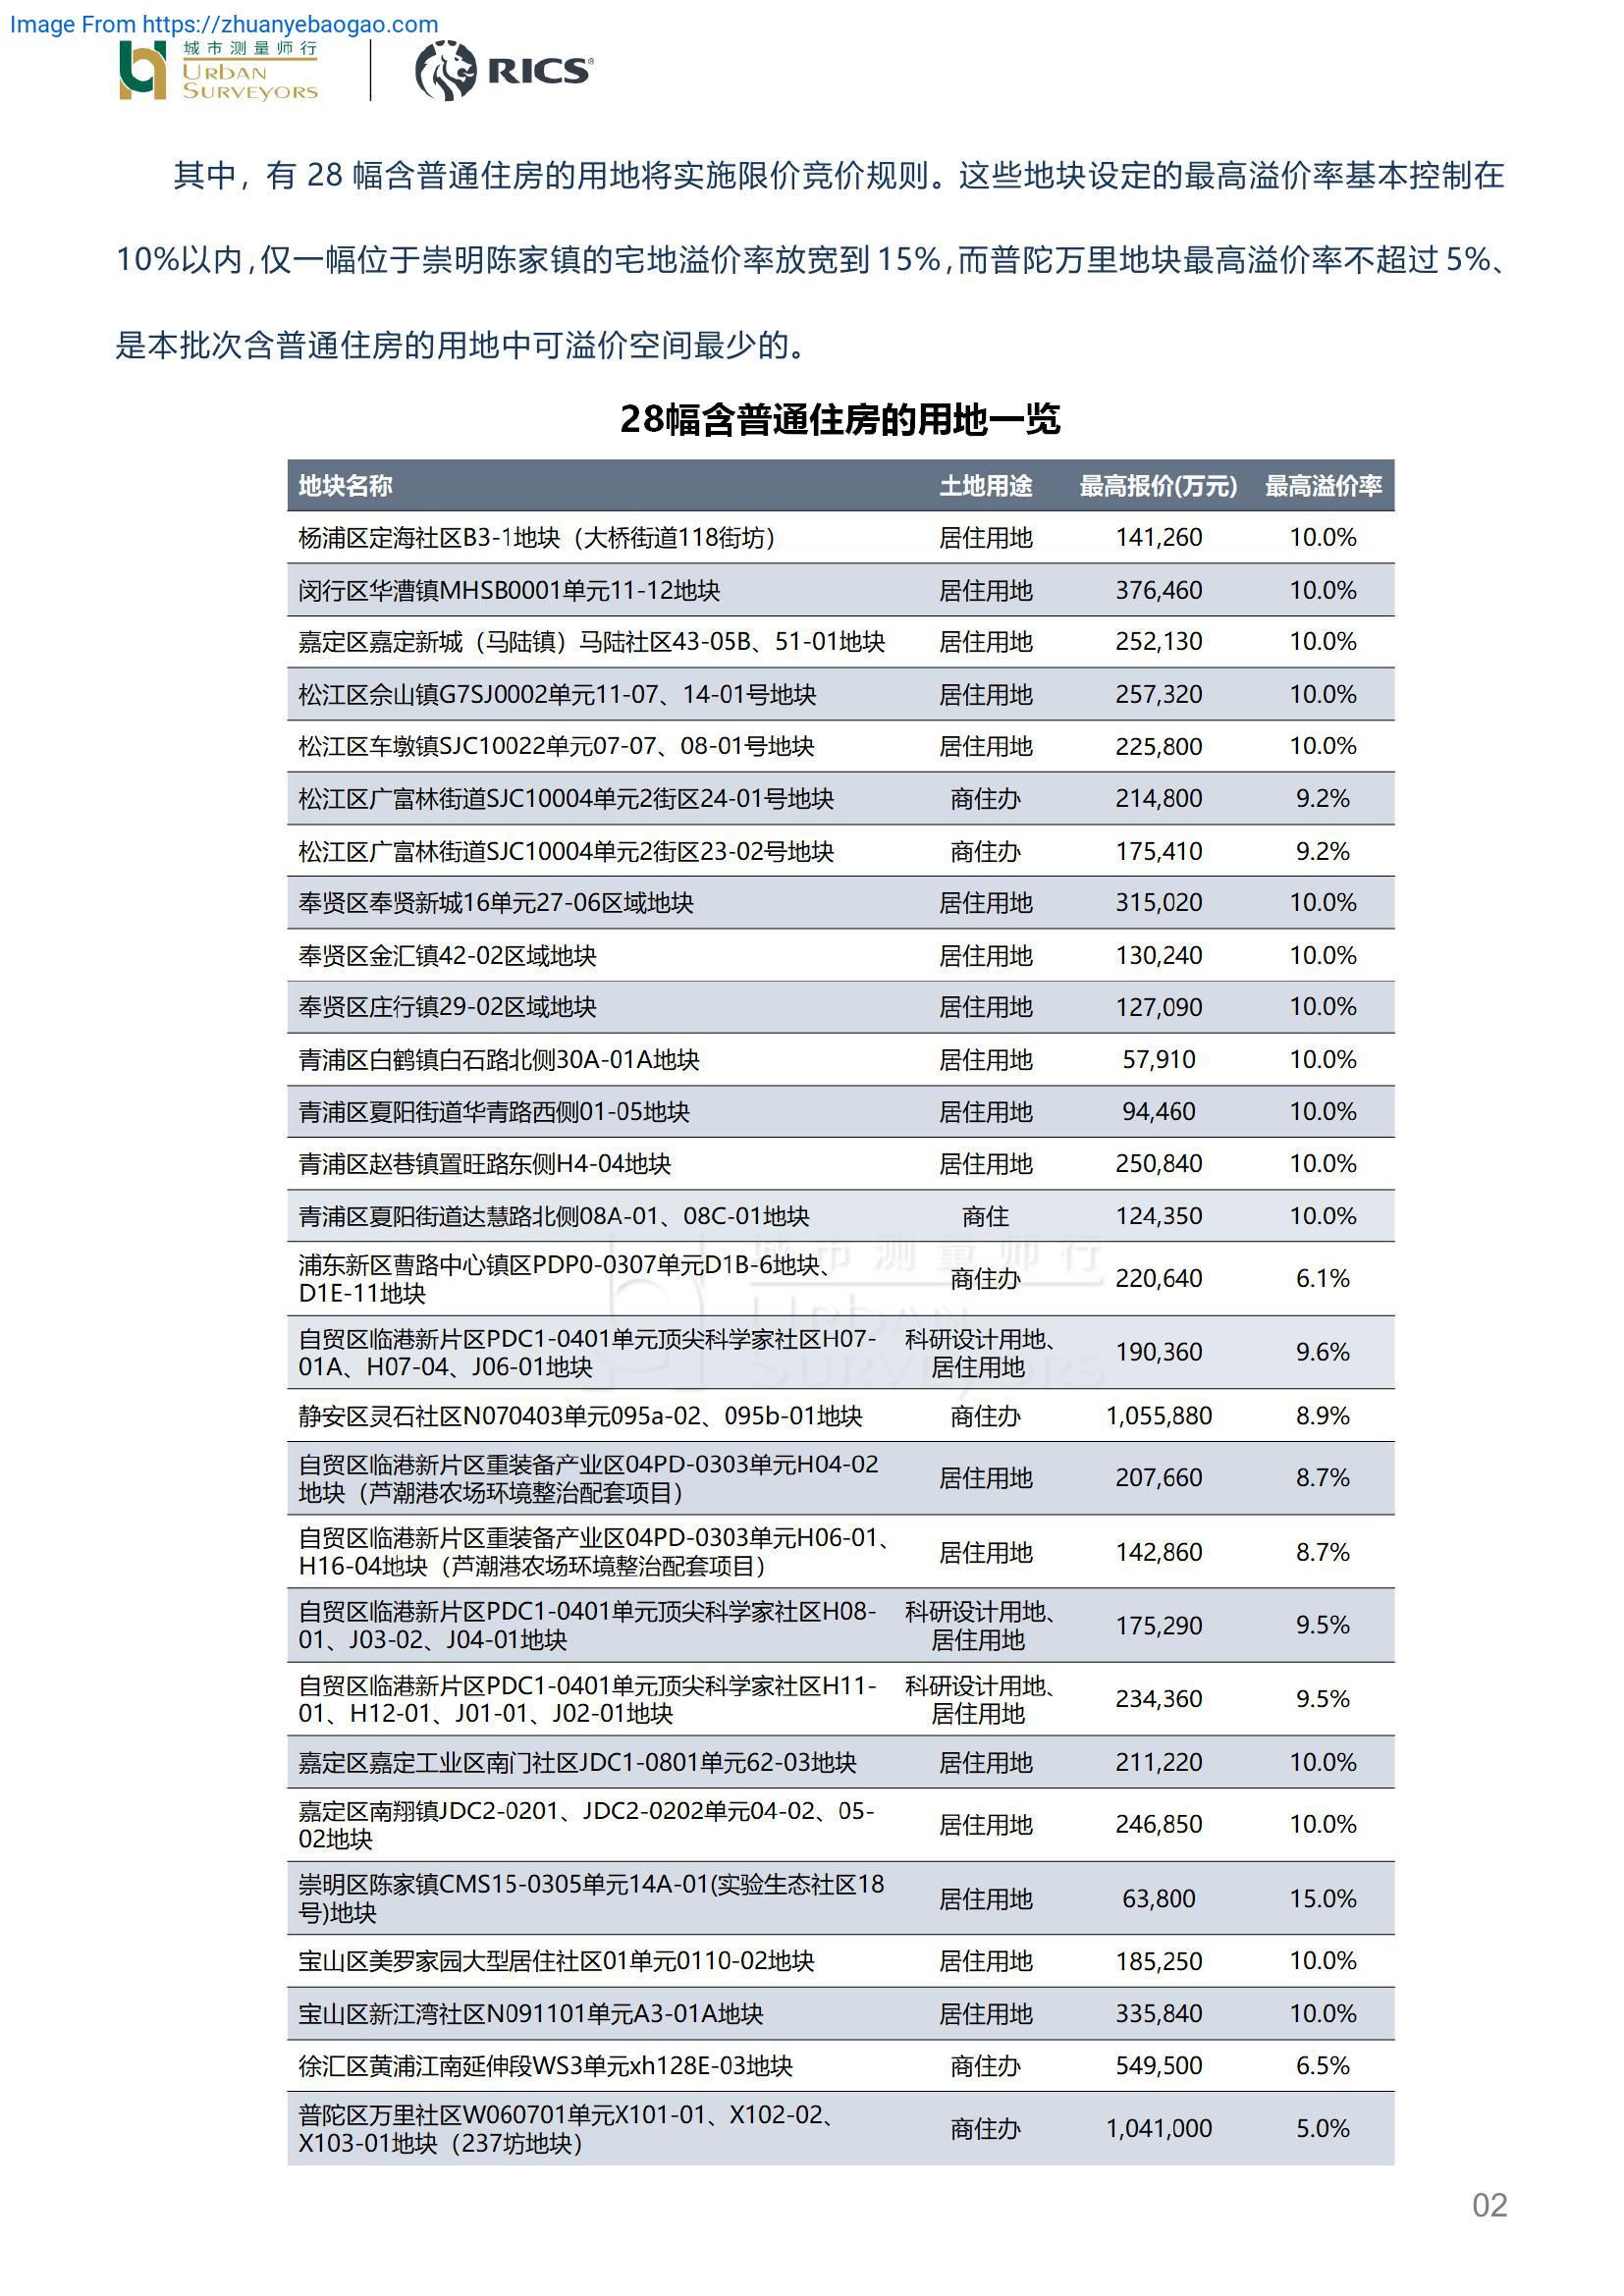 Image From https://zhuanyebaogao.com
城市测量师行
URBAN
SURVEYORS
RICS®
其中，有 28 幅含普通住房的用地将实施限价竞价规则。这些地块设定的最高溢价率基本控制在
10%以内，仅一幅位于崇明陈家镇的宅地溢价率放宽到 15%，而普陀万里地块最高溢价率不超过 5%、
是本批次含普通住房的用地中可溢价空间最少的。
28幅含普通住房的用地一览
地块名称 土地用途 最高报价(万元) 最高溢价率
杨浦区定海社区B3-1地块（大桥街道118街坊） 居住用地 141,260 10.0%
闵行区华漕镇MHSB0001单元11-12地块 居住用地 376,460 10.0%
嘉定区嘉定新城（马陆镇）马陆社区43-05B、51-01地块 居住用地 252,130 10.0%
松江区佘山镇G7SJ0002单元11-07、14-01号地块 居住用地 257,320 10.0%
松江区车墩镇SJC10022单元07-07、08-01号地块 居住用地 225,800 10.0%
松江区广富林街道SJC10004单元2街区24-01号地块 商住办 214,800 9.2%
松江区广富林街道SJC10004单元2街区23-02号地块 商住办 175,410 9.2%
奉贤区奉贤新城16单元27-06区域地块 居住用地 315,020 10.0%
奉贤区金汇镇42-02区域地块 居住用地 130,240 10.0%
奉贤区庄行镇29-02区域地块 居住用地 127,090 10.0%
青浦区白鹤镇白石路北侧30A-01A地块 居住用地 57,910 10.0%
青浦区夏阳街道华青路西侧01-05地块 居住用地 94,460 10.0%
青浦区赵巷镇置旺路东侧H4-04地块 居住用地 250,840 10.0%
青浦区夏阳街道达慧路北侧08A-01、08C-01地块 商住 124,350 10.0%
浦东新区曹路中心镇区PDP0-0307单元D1B-6地块、
D1E-11地块 商住办 220,640 6.1%
自贸区临港新片区PDC1-0401单元顶尖科学家社区H07-
01A、H07-04、J06-01地块 科研设计用地、
居住用地 190,360 9.6%
静安区灵石社区N070403单元095a-02、095b-01地块 商住办 1,055,880 8.9%
自贸区临港新片区重装备产业区04PD-0303单元H04-02
地块（芦潮港农场环境整治配套项目） 居住用地 207,660 8.7%
自贸区临港新片区重装备产业区04PD-0303单元H06-01、
H16-04地块（芦潮港农场环境整治配套项目） 居住用地 142,860 8.7%
自贸区临港新片区PDC1-0401单元顶尖科学家社区H08-
01、J03-02、J04-01地块 科研设计用地、
居住用地 175,290 9.5%
自贸区临港新片区PDC1-0401单元顶尖科学家社区H11-
01、H12-01、J01-01、J02-01地块 科研设计用地、
居住用地 234,360 9.5%
嘉定区嘉定工业区南门社区JDC1-0801单元62-03地块 居住用地 211,220 10.0%
嘉定区南翔镇JDC2-0201、JDC2-0202单元04-02、05-
02地块 居住用地 246,850 10.0%
崇明区陈家镇CMS15-0305单元14A-01(实验生态社区18
号)地块 居住用地 63,800 15.0%
宝山区美罗家园大型居住社区01单元0110-02地块 居住用地 185,250 10.0%
宝山区新江湾社区N091101单元A3-01A地块 居住用地 335,840 10.0%
徐汇区黄浦江南延伸段WS3单元xh128E-03地块 商住办 549,500 6.5%
普陀区万里社区W060701单元X101-01、X102-02、
X103-01地块（237坊地块） 商住办 1,041,000 5.0%
城市测量师行
URBAN
SURVEYORS
02